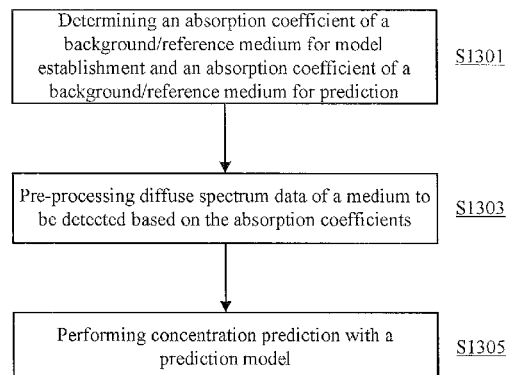 Determining an absorption coefficient of a
background/reference medium for model
establishment and an absorption coefficient of a
background/reference medium for prediction
S1301
Pre-processing diffuse spectrum data of a medium to
be detected based on the absorption coefficients
S1303
Performing concentration prediction with a
prediction model
S1305